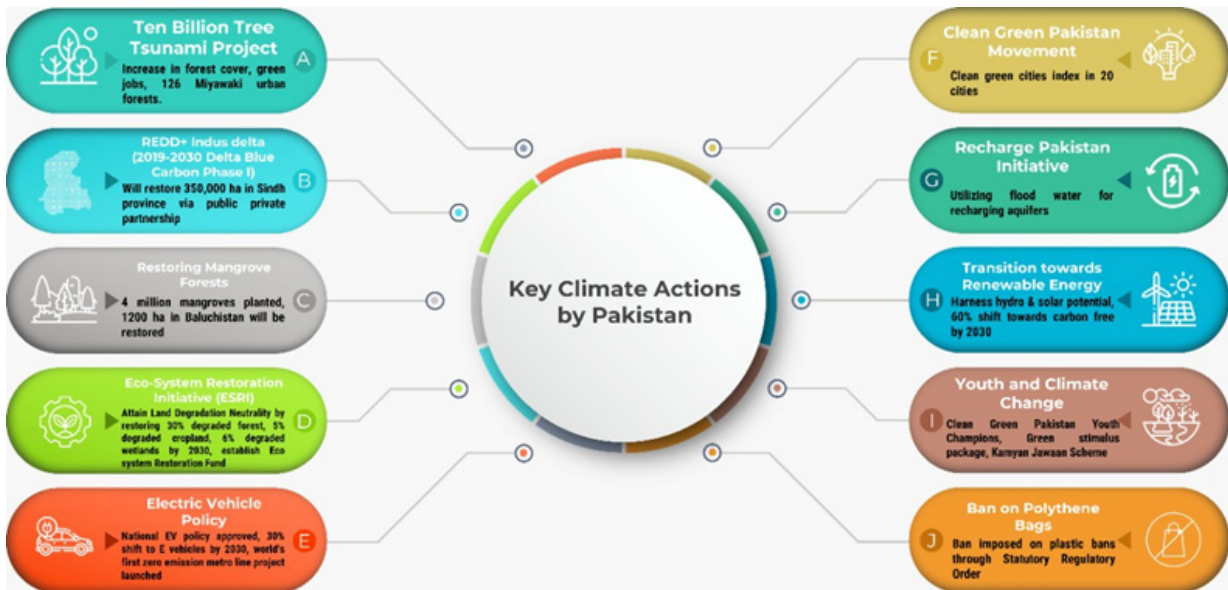 Ten Billion Tree
Tsunami Project
Increase in forest cover, green
jobs, 126 Miyawaki urban
forests.
A
REDD+ Indus delta
(2019-2030 Delta Blue
Carbon Phase I)
Will restore 350,000 ha in Sindh
province via public private
partnership
B
Restoring Mangrove
Forests
4 million mangroves planted,
1200 ha in Baluchistan will be
restored
C
Eco-System Restoration
Initiative (ESRI)
Attain Land Degradation Neutrality by
restoring 30% degraded forest, 5%
degraded cropland, 6% degraded
wetlands by 2030, establish Eco
system Restoration Fund
D
Electric Vehicle
Policy
National EV policy approved, 30%
shift to E vehicles by 2030, world's
first zero emission metro line project
launched
E
Key Climate Actions
by Pakistan
Clean Green Pakistan
Movement
F
Clean green cities index in 20
cities
Recharge Pakistan
Initiative
G
Utilizing flood water for
recharging aquifers
Transition towards
Renewable Energy
H
Harness hydro & solar potential,
60% shift towards carbon free
by 2030
Youth and Climate
Change
I
Clean Green Pakistan Youth
Champions, Green stimulus
package, Kamyan Jawaan Scheme
Ban on Polythene
Bags
J
Ban imposed on plastic bans
through Statutory Regulatory
Order